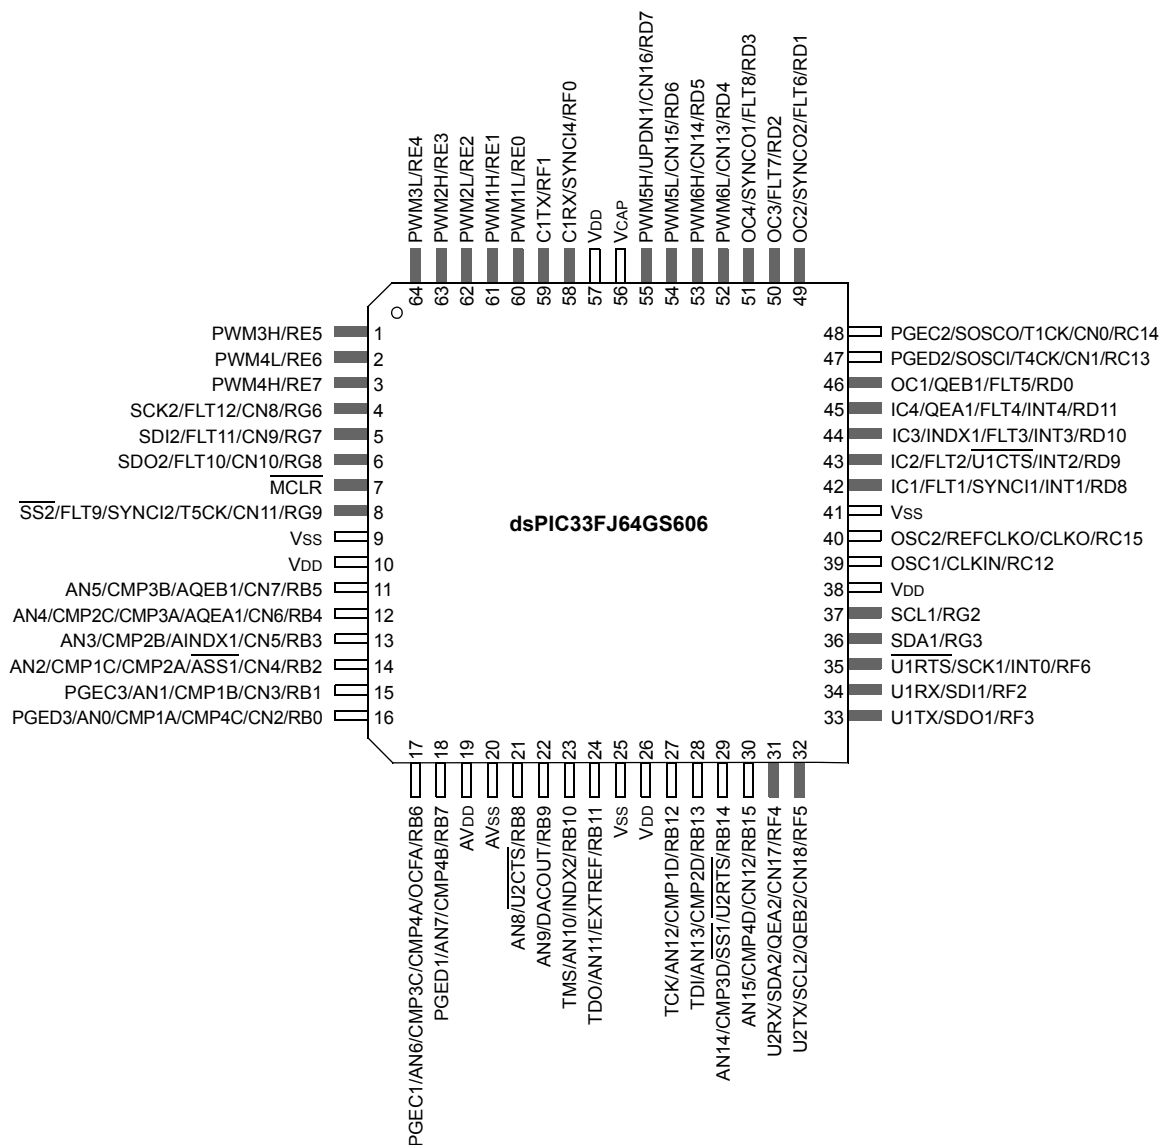 PWM3L/RE4
PWM2H/RE3
PWM2L/RE2
PWM1H/RE1
PWM1L/RE0
C1TX/RF1
C1RX/SYNCI4/RF0
VDD
VCAP
PWM5H/UPDN1/CN16/RD7
PWM5L/CN15/RD6
PWM6H/CN14/RD5
PWM6L/CN13/RD4
OC4/SYNCO1/FLT8/RD3
OC3/FLT7/RD2
OC2/SYNCO2/FLT6/RD1
64 63 62 61 60 59 58 57 56 55 54 53 52 51 50 49
PWM3H/RE5 1
PWM4L/RE6 2
PWM4H/RE7 3
SCK2/FLT12/CN8/RG6 4
SDI2/FLT11/CN9/RG7 5
SDO2/FLT10/CN10/RG8 6
MCLR 7
SS2/FLT9/SYNCI2/T5CK/CN11/RG9 8
VSS 9
VDD 10
AN5/CMP3B/AQEB1/CN7/RB5 11
AN4/CMP2C/CMP3A/AQEA1/CN6/RB4 12
AN3/CMP2B/AINDX1/CN5/RB3 13
AN2/CMP1C/CMP2A/ASS1/CN4/RB2 14
PGEC3/AN1/CMP1B/CN3/RB1 15
PGED3/AN0/CMP1A/CMP4C/CN2/RB0 16
dsPIC33FJ64GS606
48 PGEC2/SOSCO/T1CK/CN0/RC14
47 PGED2/SOSCI/T4CK/CN1/RC13
46 OC1/QEB1/FLT5/RD0
45 IC4/QEA1/FLT4/INT4/RD11
44 IC3/INDX1/FLT3/INT3/RD10
43 IC2/FLT2/U1CTS/INT2/RD9
42 IC1/FLT1/SYNCI1/INT1/RD8
41 VSS
40 OSC2/REFCLKO/CLKO/RC15
39 OSC1/CLKIN/RC12
38 VDD
37 SCL1/RG2
36 SDA1/RG3
35 U1RTS/SCK1/INT0/RF6
34 U1RX/SDI1/RF2
33 U1TX/SDO1/RF3
17 18 19 20 21 22 23 24 25 26 27 28 29 30 31 32
PGEC1/AN6/CMP3C/CMP4A/OCFA/RB6
PGED1/AN7/CMP4B/RB7
AVDD
AVSS
AN8/U2CTS/RB8
AN9/DACOUT/RB9
TMS/AN10/INDX2/RB10
TDO/AN11/EXTREF/RB11
VSS
VDD
TCK/AN12/CMP1D/RB12
TDI/AN13/CMP2D/RB13
AN14/CMP3D/SS1/U2RTS/RB14
AN15/CMP4D/CN12/RB15
U2RX/SDA2/QEA2/CN17/RF4
U2TX/SCL2/QEB2/CN18/RF5